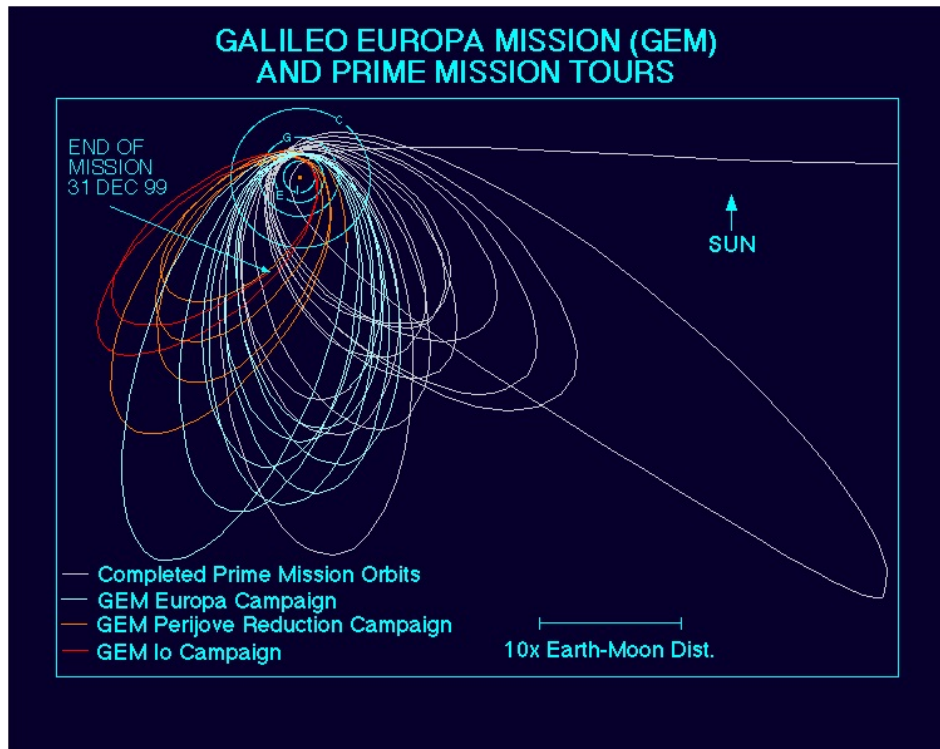 GALILEO EUROPA MISSION (GEM)
AND PRIME MISSION TOURS
C
G
E
I
END OF
MISSION
31 DEC 99
SUN
Completed Prime Mission Orbits
GEM Europa Campaign
GEM Perijove Reduction Campaign
GEM Io Campaign
10x Earth-Moon Dist.